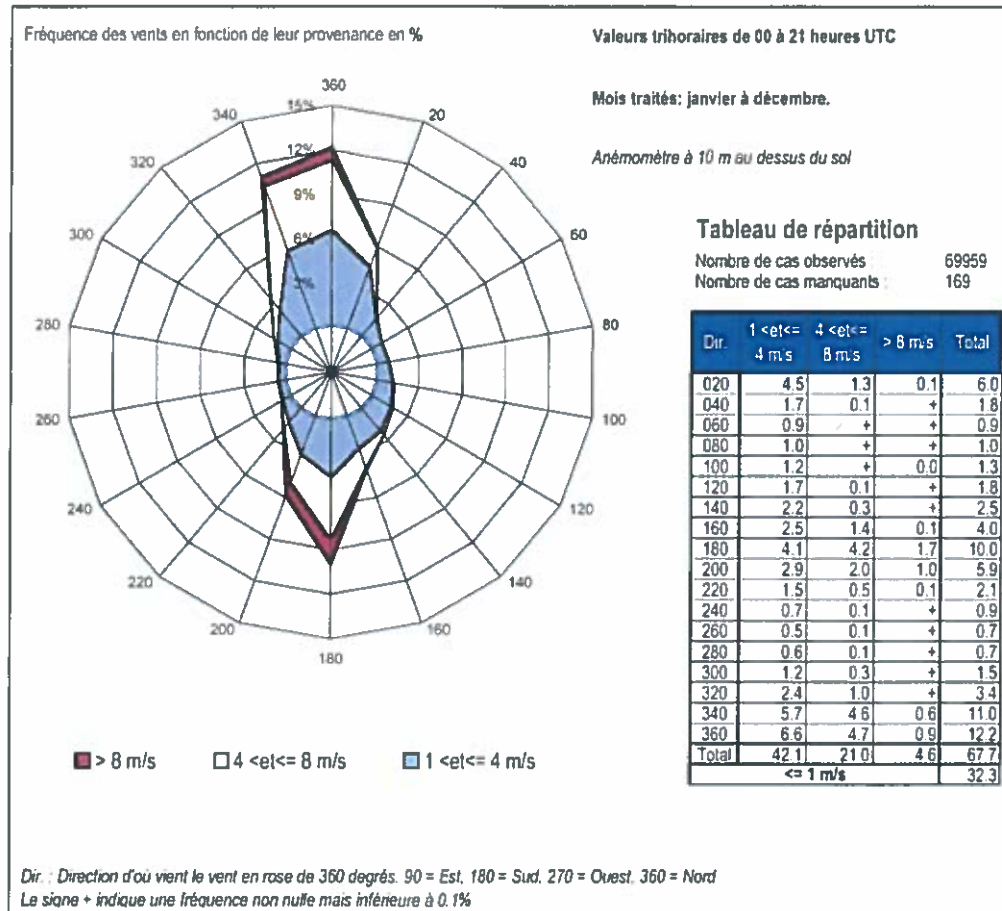 Fréquence des vents en fonction de leur provenance en %
Valeurs trihoraires de 00 à 21 heures UTC
Mois traités: janvier à décembre.
Anémomètre à 10 m au dessus du sol
360
20
40
60
80
100
120
140
160
180
200
220
240
260
280
300
320
340
15%
12%
9%
6%
3%
> 8 m/s
4 <et<= 8 m/s
1 <et<= 4 m/s
Tableau de répartition
Nombre de cas observés 69959
Nombre de cas manquants : 169
Dir. 1 <et<= 4 m/s 4 <et<= 8 m/s > 8 m/s Total
020 4.5 1.3 0.1 6.0
040 1.7 0.1 + 1.8
060 0.9 + + 0.9
080 1.0 + + 1.0
100 1.2 + 0.0 1.3
120 1.7 0.1 + 1.8
140 2.2 0.3 + 2.5
160 2.5 1.4 0.1 4.0
180 4.1 4.2 1.7 10.0
200 2.9 2.0 1.0 5.9
220 1.5 0.5 0.1 2.1
240 0.7 0.1 + 0.9
260 0.5 0.1 + 0.7
280 0.6 0.1 + 0.7
300 1.2 0.3 + 1.5
320 2.4 1.0 + 3.4
340 5.7 4.6 0.6 11.0
360 6.6 4.7 0.9 12.2
Total 42.1 21.0 4.6 67.7
<= 1 m/s 32.3
Dir. : Direction d'où vient le vent en rose de 360 degrés. 90 = Est, 180 = Sud, 270 = Ouest, 360 = Nord
Le signe + indique une fréquence non nulle mais inférieure à 0.1%